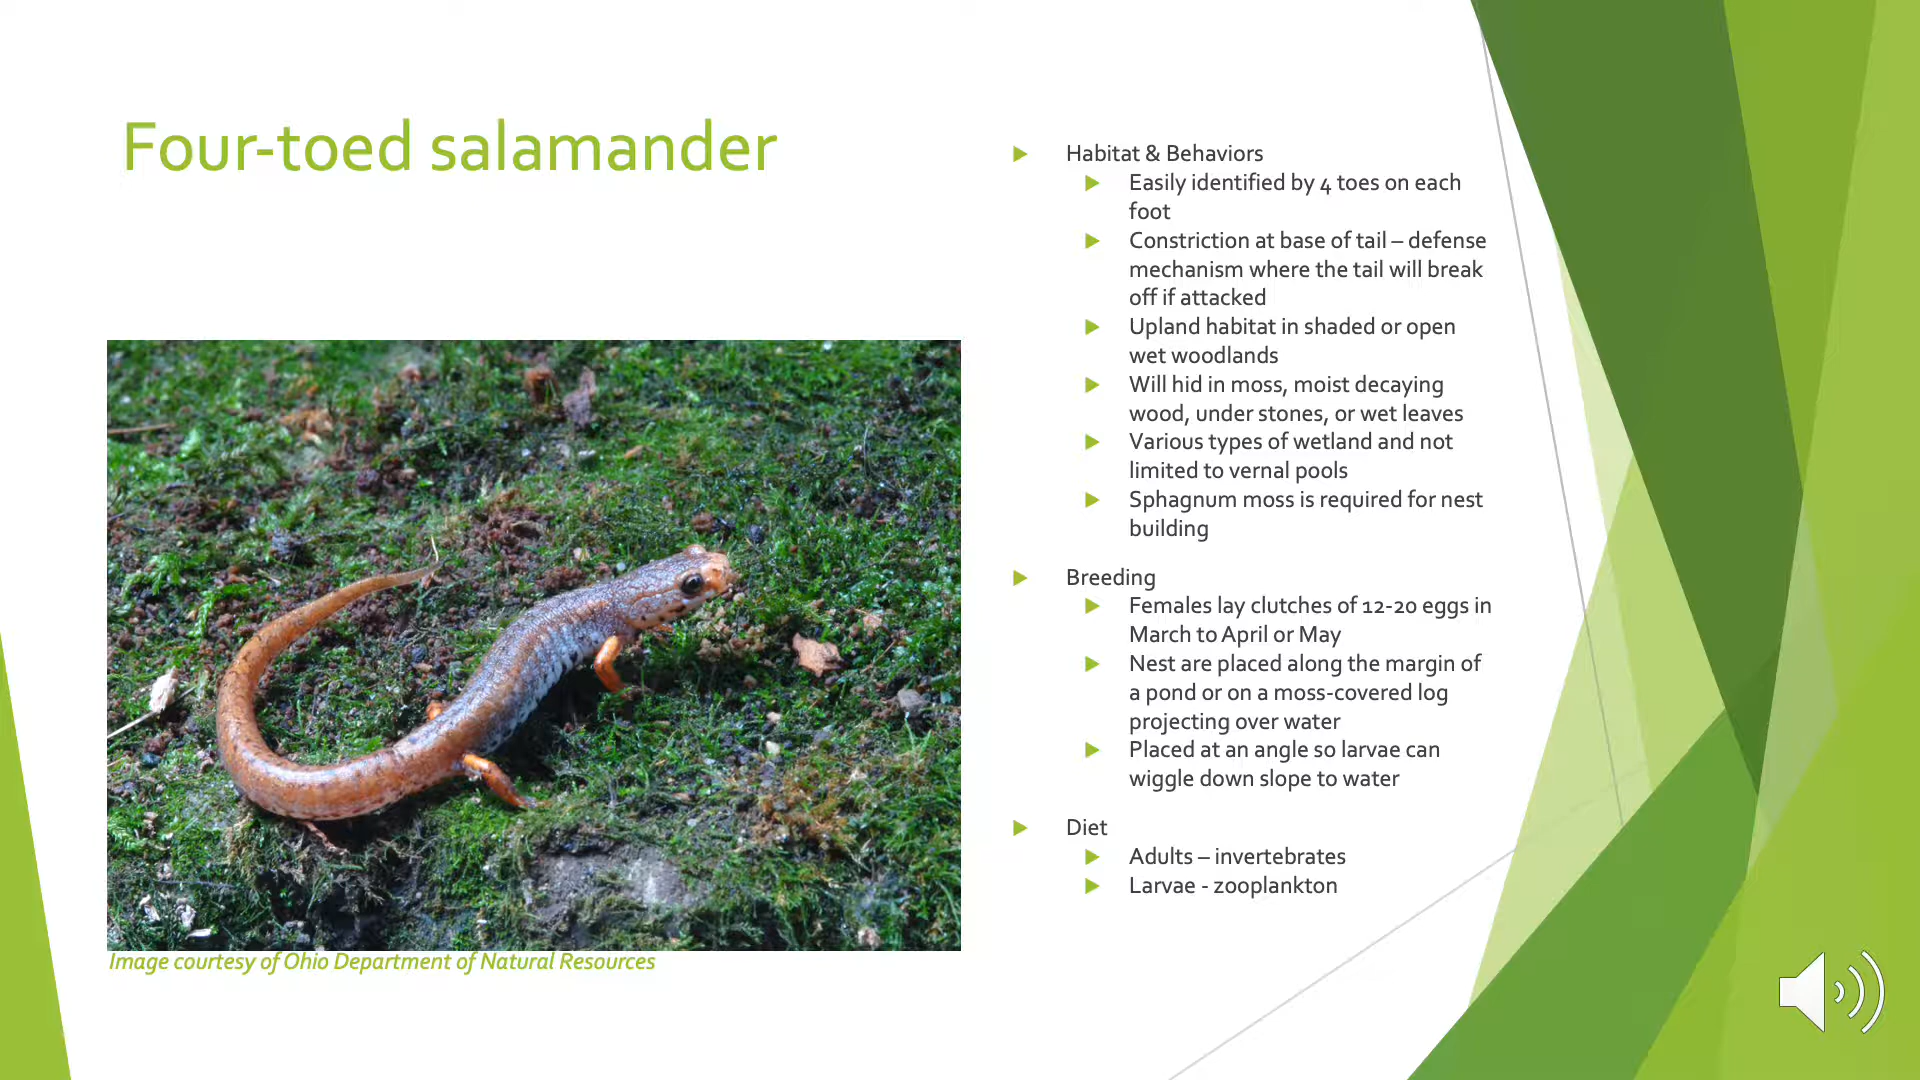 Four-toed salamander
Habitat & Behaviors
Easily identified by 4 toes on each
foot
Constriction at base of tail – defense
mechanism where the tail will break
off if attacked
Upland habitat in shaded or open
wet woodlands
Will hid in moss, moist decaying
wood, under stones, or wet leaves
Various types of wetland and not
limited to vernal pools
Sphagnum moss is required for nest
building
Breeding
Females lay clutches of 12-20 eggs in
March to April or May
Nest are placed along the margin of
a pond or on a moss-covered log
projecting over water
Placed at an angle so larvae can
wiggle down slope to water
Diet
Adults – invertebrates
Larvae - zooplankton
Image courtesy of Ohio Department of Natural Resources